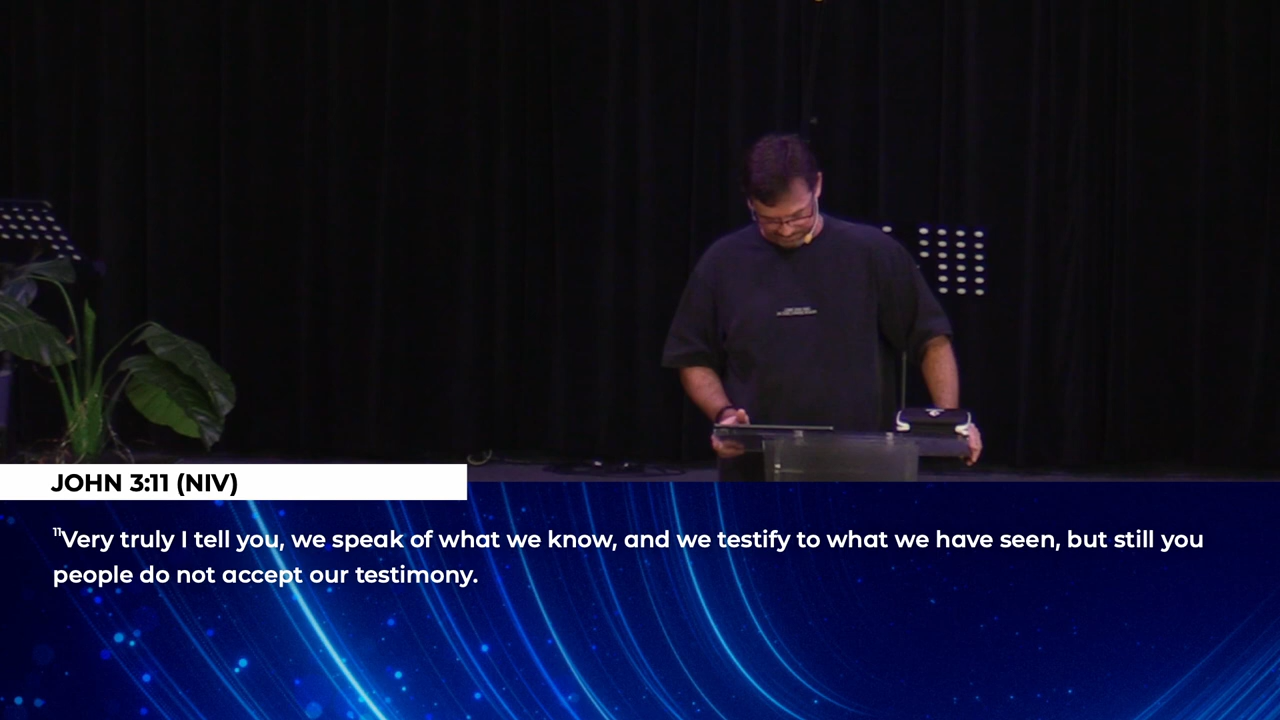 JOHN 3:11 (NIV)
¹¹Very truly I tell you, we speak of what we know, and we testify to what we have seen, but still you
people do not accept our testimony.